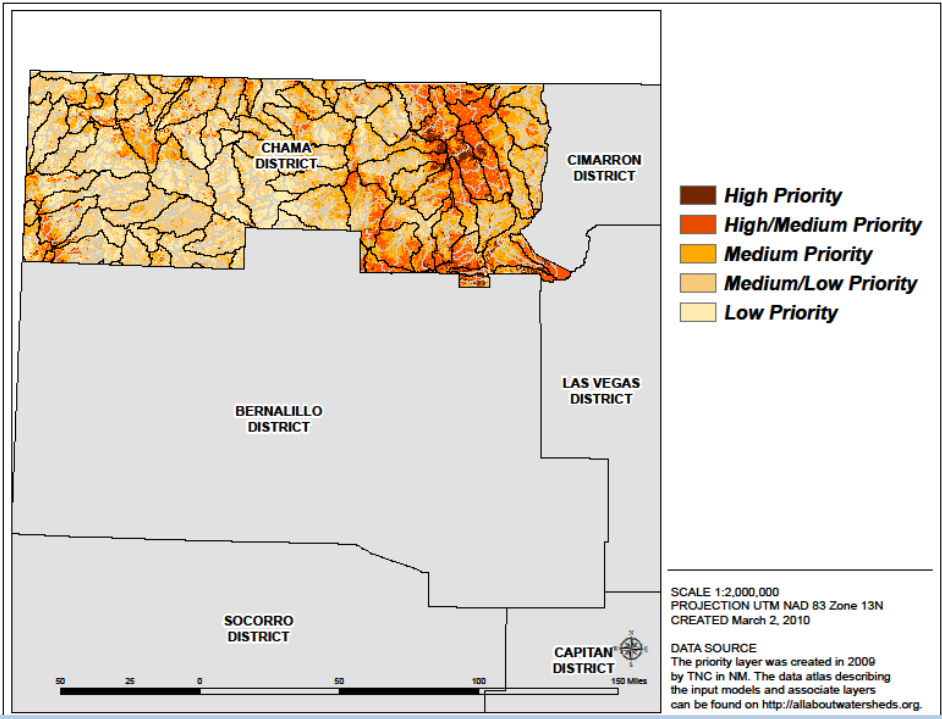 CHAMA
DISTRICT
CIMARRON
DISTRICT
High Priority
High/Medium Priority
Medium Priority
Medium/Low Priority
Low Priority
LAS VEGAS
DISTRICT
BERNALILLO
DISTRICT
SOCORRO
DISTRICT
CAPITAN
DISTRICT
N
E
S
50 25 0 50 100 150 Miles
SCALE 1:2,000,000
PROJECTION UTM NAD 83 Zone 13N
CREATED March 2, 2010
DATA SOURCE
The priority layer was created in 2009
by TNC in NM. The data atlas describing
the input models and associate layers
can be found on http://allaboutwatersheds.org.